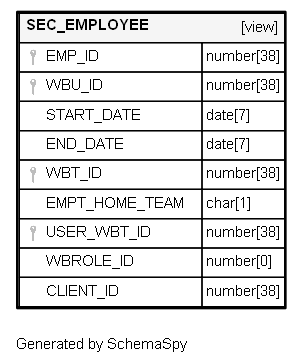 SEC_EMPLOYEE [view]
EMP_ID number[38]
WBU_ID number[38]
START_DATE date[7]
END_DATE date[7]
WBT_ID number[38]
EMPT_HOME_TEAM char[1]
USER_WBT_ID number[38]
WBROLE_ID number[0]
CLIENT_ID number[38]
Generated by SchemaSpy